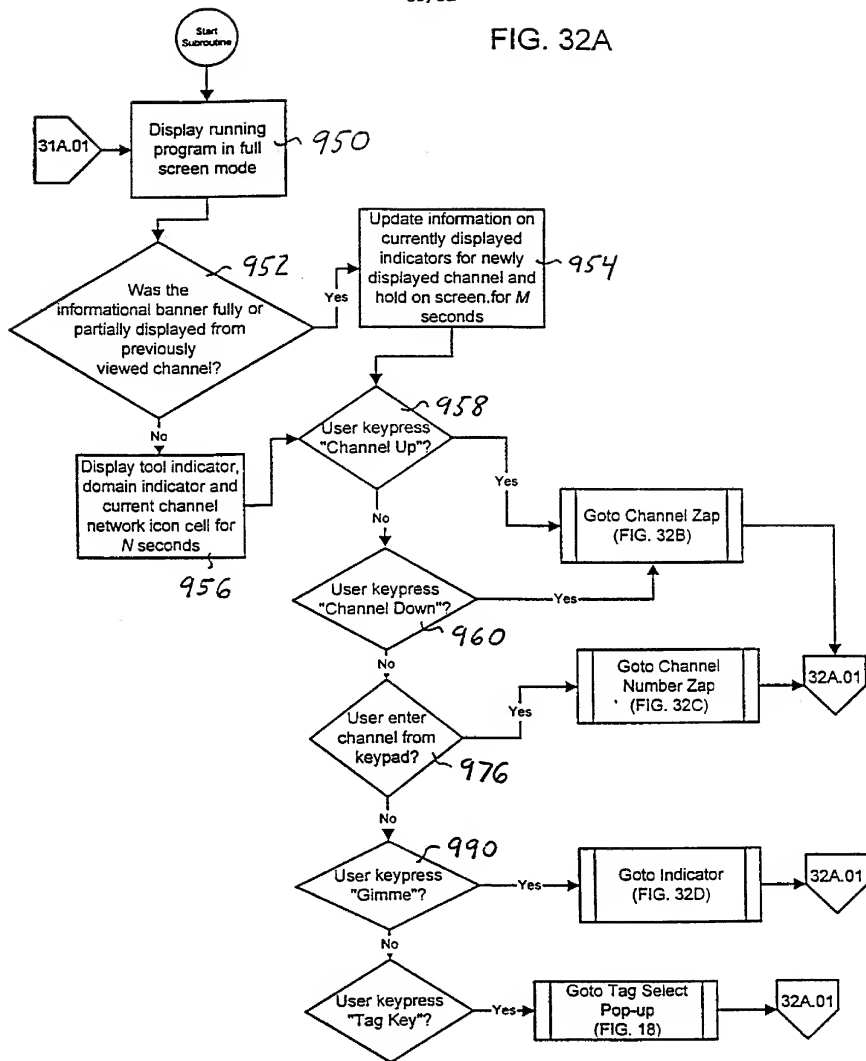 FIG. 32A
Start
Subroutine
31A.01
Display running
program in full
screen mode
950
952
Was the
informational banner fully or
partially displayed from
previously
viewed channel?
Yes
Update information on
currently displayed
indicators for newly
displayed channel and
hold on screen for M
seconds
954
No
Display tool indicator,
domain indicator and
current channel
network icon cell for
N seconds
956
958
User keypress
"Channel Up"?
Yes
Goto Channel Zap
(FIG. 32B)
No
User keypress
"Channel Down"?
960
Yes
No
User enter
channel from
keypad?
976
Yes
Goto Channel
Number Zap
(FIG. 32C)
32A.01
No
990
User keypress
"Gimme"?
Yes
Goto Indicator
(FIG. 32D)
32A.01
No
User keypress
"Tag Key"?
Yes
Goto Tag Select
Pop-up
(FIG. 18)
32A.01